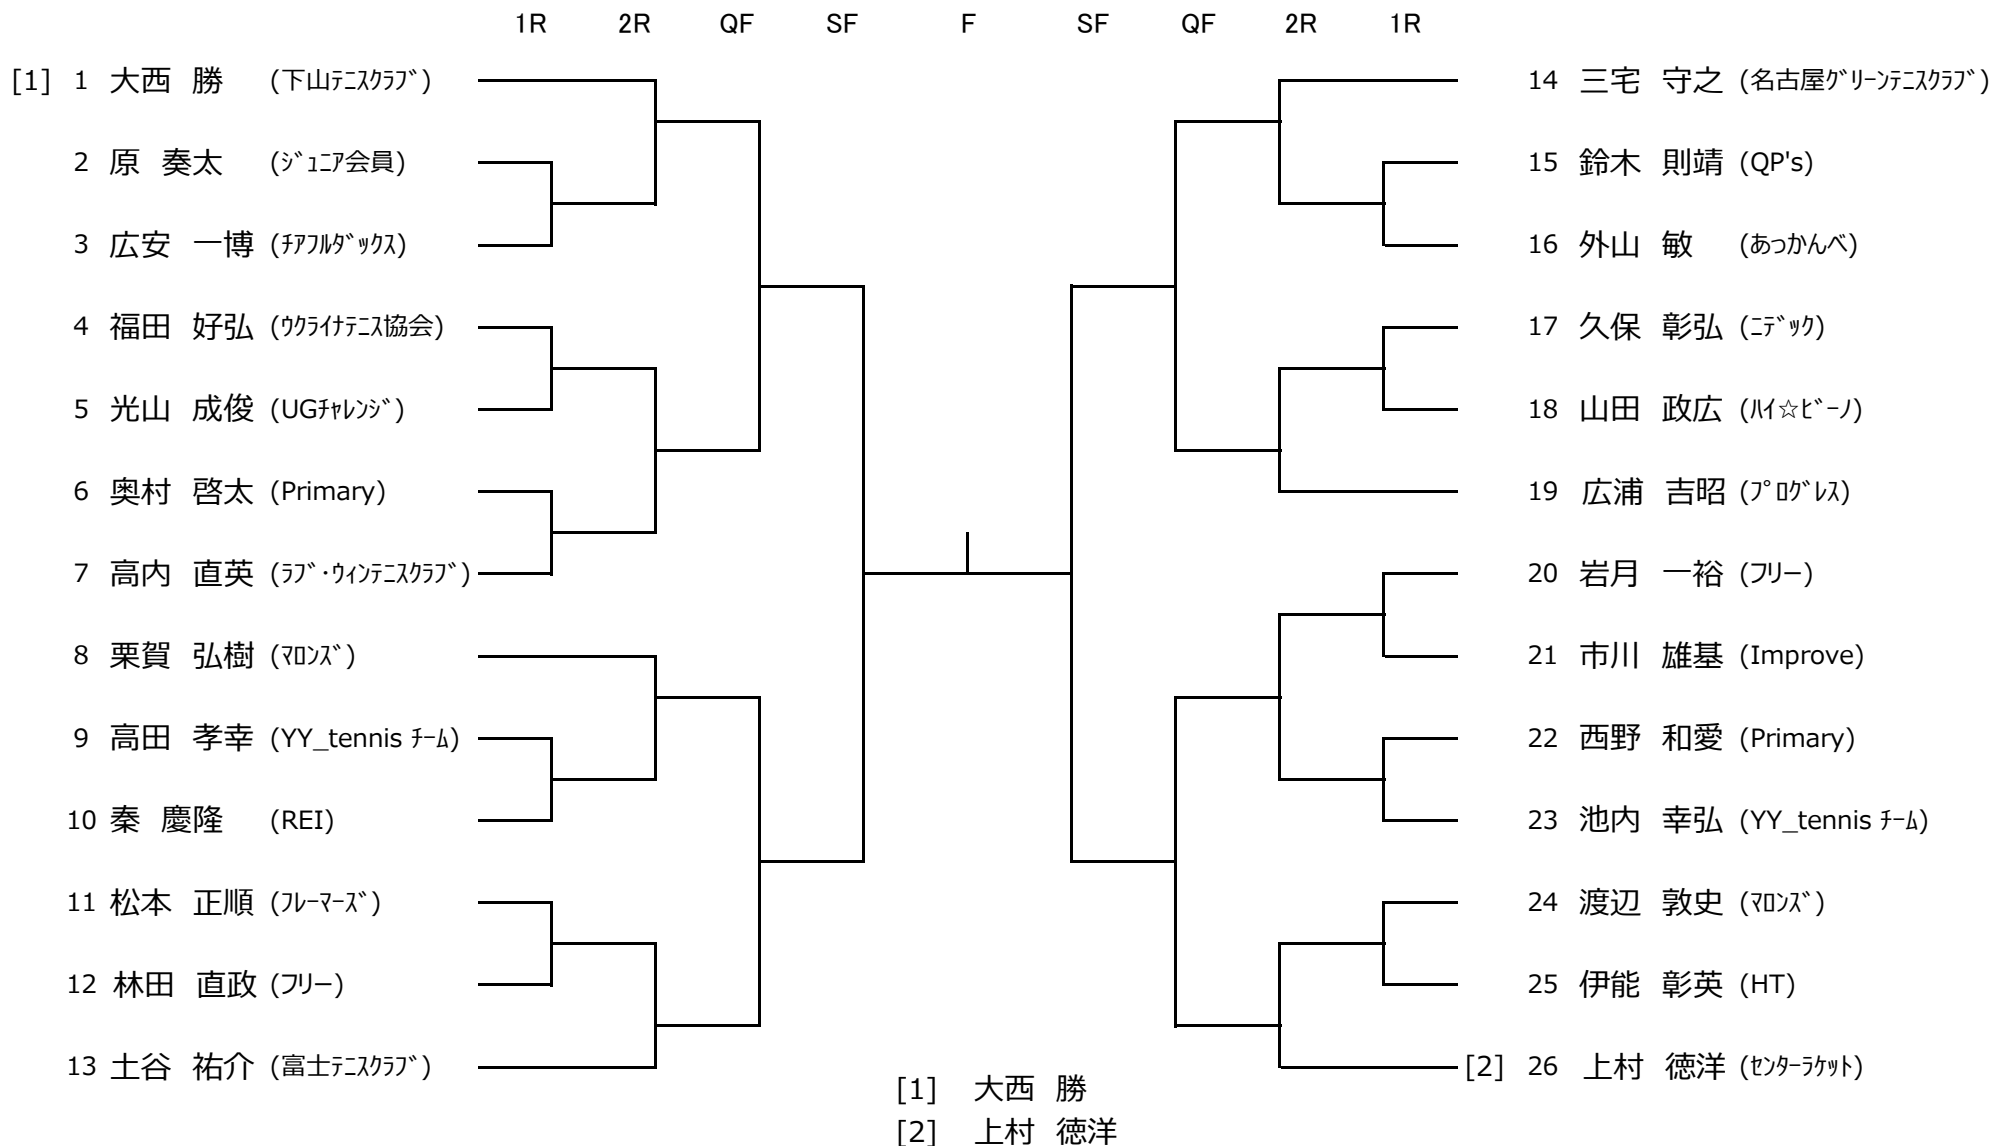 1R 2R QF SF F SF QF 2R 1R
[1] 1 大西 勝 (下山ﾃﾆｽｸﾗﾌﾞ)
2 原 奏太 (ｼﾞｭﾆｱ会員)
3 広安 一博 (ﾁｱﾌﾙﾀﾞｯｸｽ)
4 福田 好弘 (ｳｸﾗｲﾅﾃﾆｽ協会)
5 光山 成俊 (UGﾁｬﾚﾝｼﾞ)
6 奥村 啓太 (Primary)
7 高内 直英 (ﾗﾌﾞ・ｳｨﾝﾃﾆｽｸﾗﾌﾞ)
8 栗賀 弘樹 (ﾏﾛﾝｽﾞ)
9 高田 孝幸 (YY_tennis ﾁｰﾑ)
10 秦 慶隆 (REI)
11 松本 正順 (ﾌﾚｰﾏｰｽﾞ)
12 林田 直政 (フリー)
13 土谷 祐介 (富士ﾃﾆｽｸﾗﾌﾞ)
14 三宅 守之 (名古屋ｸﾞﾘｰﾝﾃﾆｽｸﾗﾌﾞ)
15 鈴木 則靖 (QP's)
16 外山 敏 (あっかんべ)
17 久保 彰弘 (ﾆﾃﾞｯｸ)
18 山田 政広 (ﾊｲ☆ﾋﾞｰﾉ)
19 広浦 吉昭 (ﾌﾟﾛｸﾞﾚｽ)
20 岩月 一裕 (フリー)
21 市川 雄基 (Improve)
22 西野 和愛 (Primary)
23 池内 幸弘 (YY_tennis ﾁｰﾑ)
24 渡辺 敦史 (ﾏﾛﾝｽﾞ)
25 伊能 彰英 (HT)
[2] 26 上村 徳洋 (ｾﾝﾀｰﾗｹｯﾄ)
[1] 大西 勝
[2] 上村 徳洋